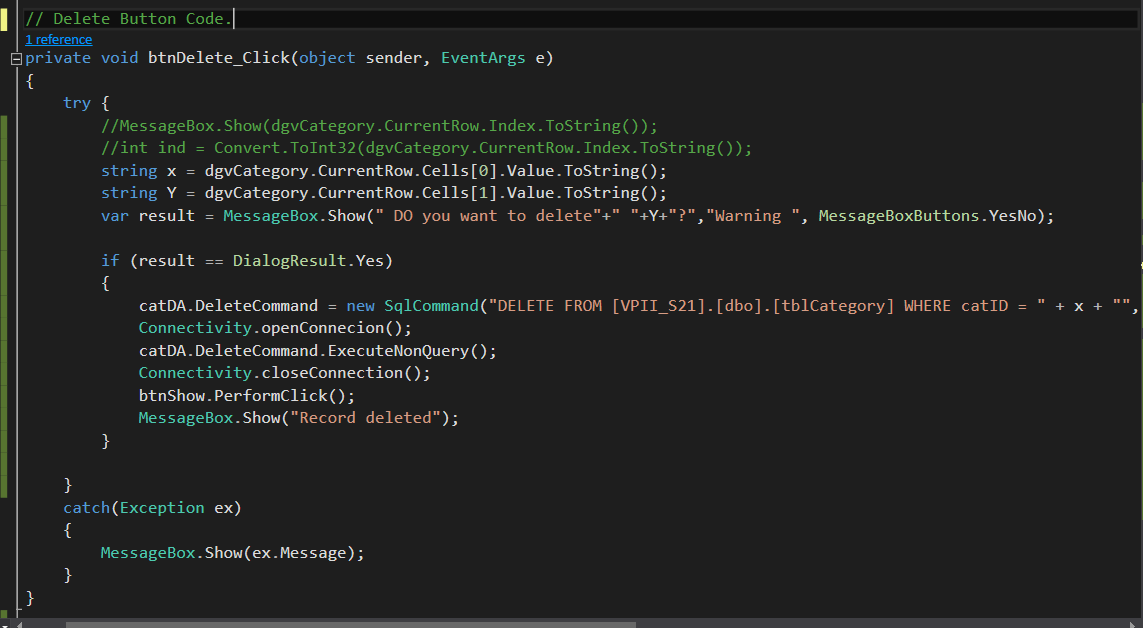 // Delete Button Code.
1 reference
private void btnDelete_Click(object sender, EventArgs e)
{
try {
//MessageBox.Show(dgvCategory.CurrentRow.Index.ToString());
//int ind = Convert.ToInt32(dgvCategory.CurrentRow.Index.ToString());
string x = dgvCategory.CurrentRow.Cells[0].Value.ToString();
string Y = dgvCategory.CurrentRow.Cells[1].Value.ToString();
var result = MessageBox.Show(" DO you want to delete"+" "+Y+"?","Warning ", MessageBoxButtons.YesNo);
if (result == DialogResult.Yes)
{
catDA.DeleteCommand = new SqlCommand("DELETE FROM [VPII_S21].[dbo].[tblCategory] WHERE catID = " + x + "",
Connectivity.openConnecion();
catDA.DeleteCommand.ExecuteNonQuery();
Connectivity.closeConnection();
btnShow.PerformClick();
MessageBox.Show("Record deleted");
}
}
catch(Exception ex)
{
MessageBox.Show(ex.Message);
}
}